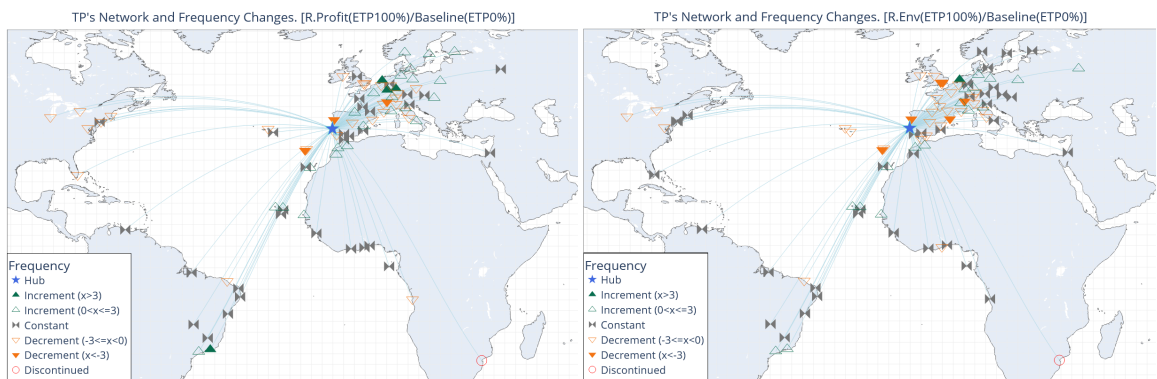 TP's Network and Frequency Changes. [R.Profit(ETP100%)/Baseline(ETP0%)]
Frequency
Hub
Increment (x>3)
Increment (0<x<=3)
Constant
Decrement (-3<=x<0)
Decrement (x<-3)
Discontinued
TP's Network and Frequency Changes. [R.Env(ETP100%)/Baseline(ETP0%)]
Frequency
Hub
Increment (x>3)
Increment (0<x<=3)
Constant
Decrement (-3<=x<0)
Decrement (x<-3)
Discontinued